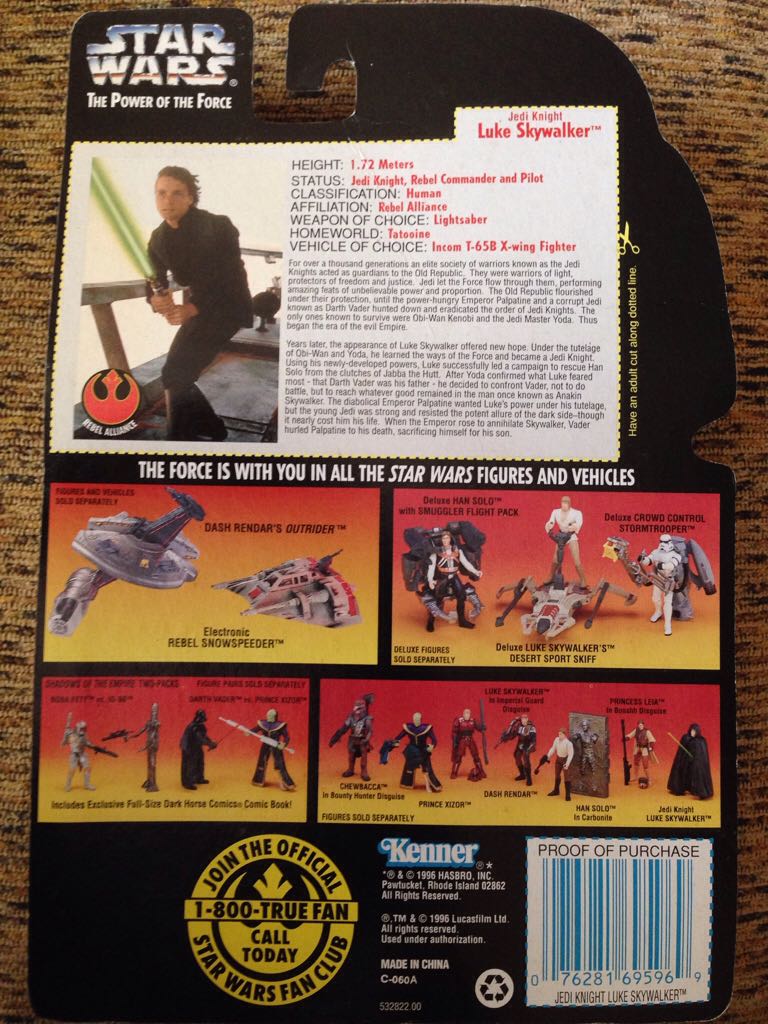 STAR
WARS®
THE POWER OF THE FORCE
Jedi Knight
Luke Skywalker™
HEIGHT: 1.72 Meters
STATUS: Jedi Knight, Rebel Commander and Pilot
CLASSIFICATION: Human
AFFILIATION: Rebel Alliance
WEAPON OF CHOICE: Lightsaber
HOMEWORLD: Tatooine
VEHICLE OF CHOICE: Incom T-65B X-wing Fighter
For over a thousand generations an elite society of warriors known as the Jedi
Knights acted as guardians to the Old Republic. They were warriors of light,
protectors of freedom and justice. Jedi let the Force flow through them, performing
amazing feats of unbelievable power and proportion. The Old Republic flourished
under their protection, until the power-hungry Emperor Palpatine and a corrupt Jedi
known as Darth Vader hunted down and eradicated the order of Jedi Knights. The
only ones known to survive were Obi-Wan Kenobi and the Jedi Master Yoda. Thus
began the era of the evil Empire.
Years later, the appearance of Luke Skywalker offered new hope. Under the tutelage
of Obi-Wan and Yoda, he learned the ways of the Force and became a Jedi Knight.
Using his newly-developed powers, Luke successfully led a campaign to rescue Han
Solo from the clutches of Jabba the Hutt. After Yoda confirmed what Luke feared
most - that Darth Vader was his father - he decided to confront Vader, not to do
battle, but to reach whatever good remained in the man once known as Anakin
Skywalker. The diabolical Emperor Palpatine wanted Luke's power under his tutelage,
but the young Jedi was strong and resisted the potent allure of the dark side–though
it nearly cost him his life. When the Emperor rose to annihilate Skywalker, Vader
hurled Palpatine to his death, sacrificing himself for his son.
REBEL ALLIANCE
Have an adult cut along dotted line.
THE FORCE IS WITH YOU IN ALL THE STAR WARS FIGURES AND VEHICLES
FIGURES AND VEHICLES
SOLD SEPARATELY
DASH RENDAR'S OUTRIDER™
Electronic
REBEL SNOWSPEEDER™
Deluxe HAN SOLO™
with SMUGGLER FLIGHT PACK
Deluxe CROWD CONTROL
STORMTROOPER™
DELUXE FIGURES
SOLD SEPARATELY
Deluxe LUKE SKYWALKER'S™
DESERT SPORT SKIFF
SHADOWS OF THE EMPIRE TWO-PACKS
FIGURE PAIRS SOLD SEPARATELY
BOBA FETT™ vs. IG-88™
DARTH VADER™ vs. PRINCE XIZOR™
Includes Exclusive Full-Size Dark Horse Comics® Comic Book!
LUKE SKYWALKER™
in Imperial Guard
Disguise
PRINCESS LEIA™
in Boushh Disguise
CHEWBACCA™
in Bounty Hunter Disguise
PRINCE XIZOR™
DASH RENDAR™
HAN SOLO™
in Carbonite
Jedi Knight
LUKE SKYWALKER™
FIGURES SOLD SEPARATELY
JOIN THE OFFICIAL
1-800-TRUE FAN
CALL
TODAY
STAR WARS FAN CLUB
Kenner®*
*® & © 1996 HASBRO, INC.
Pawtucket, Rhode Island 02862
All Rights Reserved.
®,TM & © 1996 Lucasfilm Ltd.
All rights reserved.
Used under authorization.
MADE IN CHINA
C-060A
532822.00
PROOF OF PURCHASE
0 76281 69596 9
JEDI KNIGHT LUKE SKYWALKER™